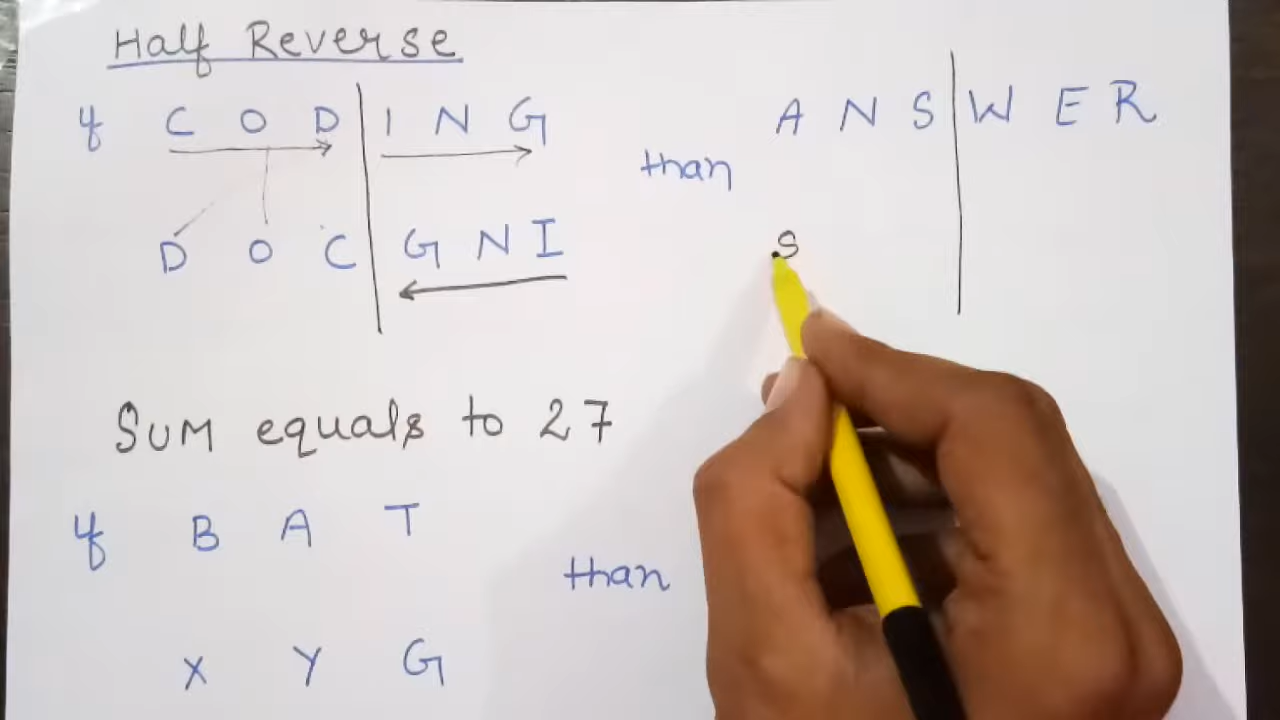 Half Reverse
If C O D I N G
than
A N S W E R
D O C G N I
S
SUM equals to 27
If B A T
than
X Y G